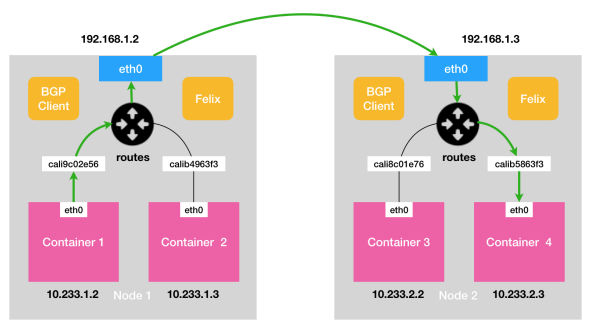 192.168.1.2
192.168.1.3
eth0
BGP
Client
Felix
routes
cali9c02e56
calib4963f3
eth0
eth0
Container 1
Container 2
10.233.1.2
Node 1
10.233.1.3
eth0
BGP
Client
Felix
routes
cali8c01e76
calib5863f3
eth0
eth0
Container 3
Container 4
10.233.2.2
Node 2
10.233.2.3